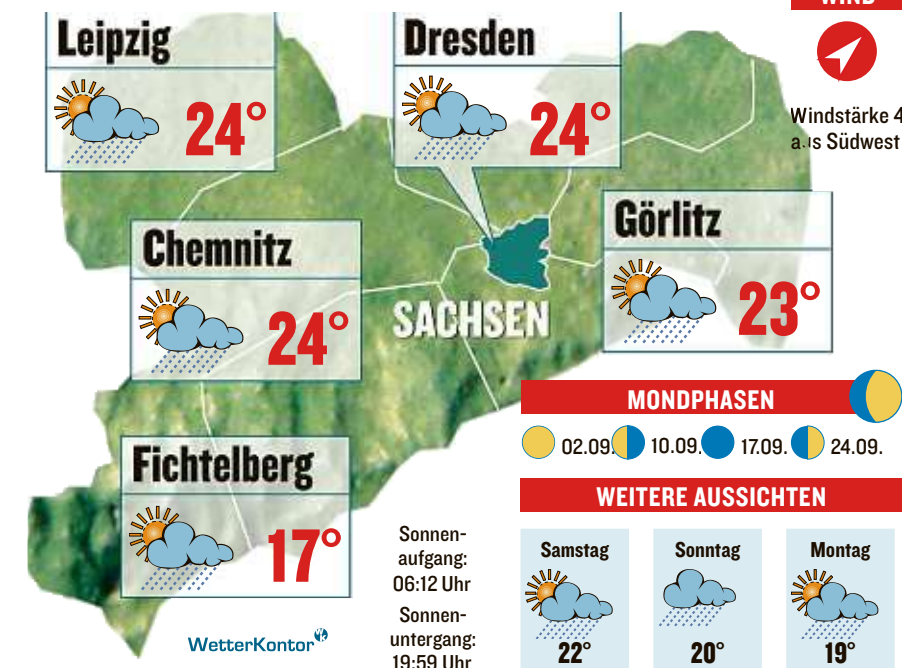 WIND
Windstärke 4
aus Südwest
Leipzig
24°
Dresden
24°
Chemnitz
24°
Görlitz
23°
SACHSEN
Fichtelberg
17°
WetterKontor
Sonnen-
aufgang:
06:12 Uhr
Sonnen-
untergang:
19:59 Uhr
MONDPHASEN
02.09. 10.09. 17.09. 24.09.
WEITERE AUSSICHTEN
Samstag Sonntag Montag
22° 20° 19°